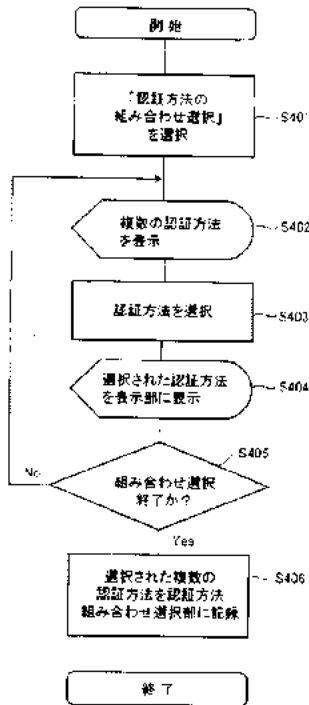 開始
「認証方法の
組み合わせ選択」
を選択
S401
複数の認証方法
を表示
S402
認証方法を選択
S403
選択された認証方法
を表示部に表示
S404
S405
No
組み合わせ選択
終了か？
Yes
選択された複数の
認証方法を認証方法
組み合わせ選択部に記録
S406
終了